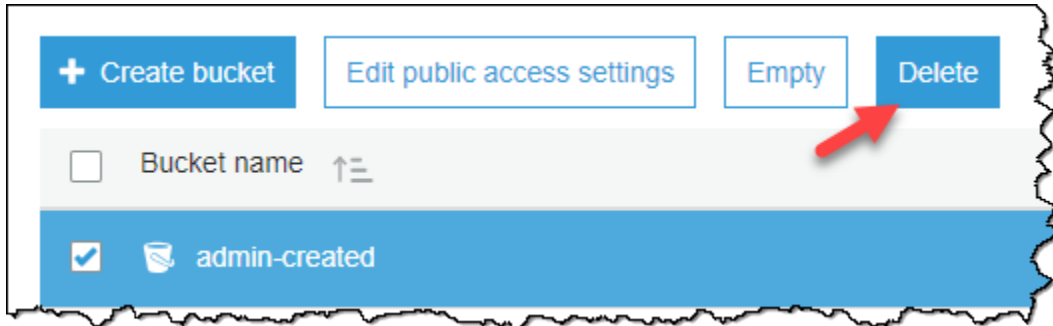 Create bucket Edit public access settings Empty Delete
Bucket name
admin-created